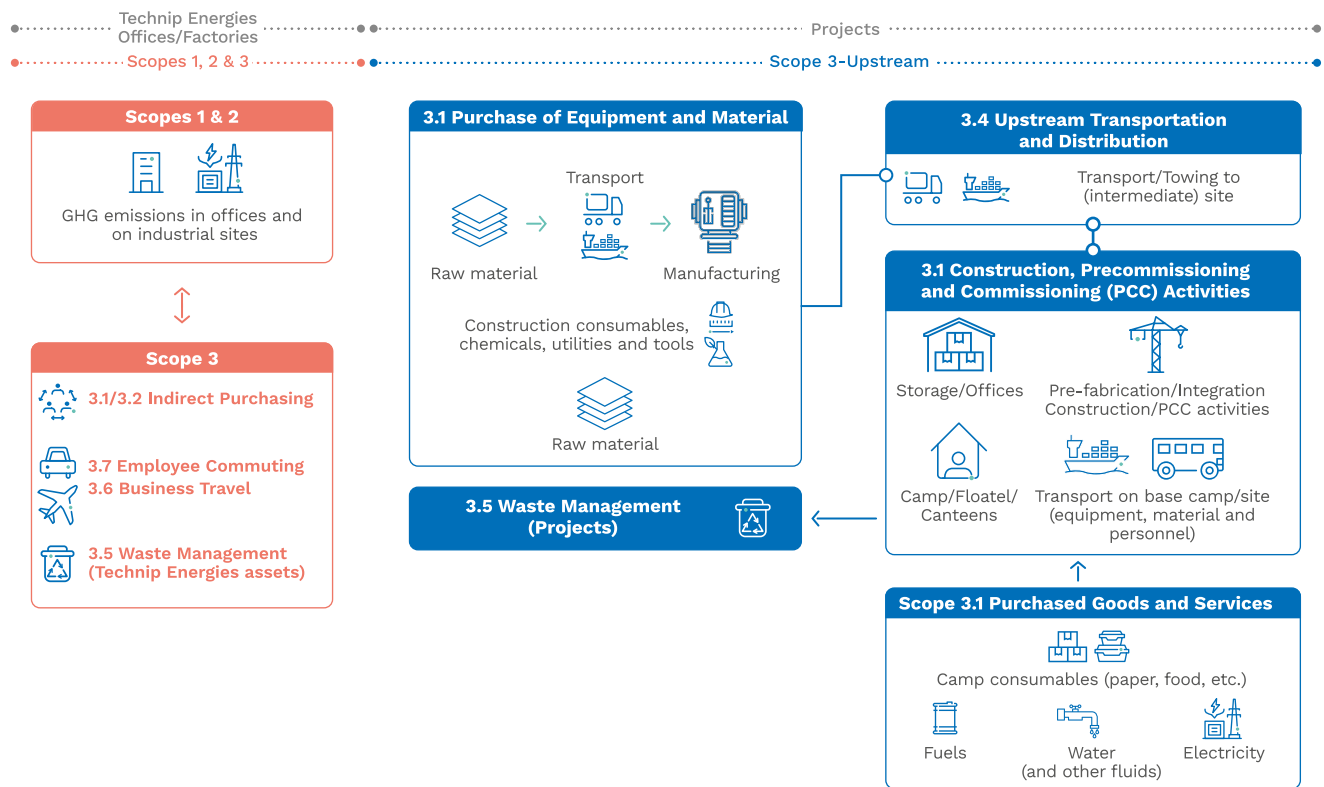 Technip Energies
Offices/Factories
Projects
Scopes 1, 2 & 3
Scope 3-Upstream
Scopes 1 & 2
GHG emissions in offices and
on industrial sites
Scope 3
3.1/3.2 Indirect Purchasing
3.7 Employee Commuting
3.6 Business Travel
3.5 Waste Management
(Technip Energies assets)
3.1 Purchase of Equipment and Material
Transport
Raw material
Manufacturing
Construction consumables,
chemicals, utilities and tools
Raw material
3.5 Waste Management
(Projects)
3.4 Upstream Transportation
and Distribution
Transport/Towing to
(intermediate) site
3.1 Construction, Precommissioning
and Commissioning (PCC) Activities
Storage/Offices
Pre-fabrication/Integration
Construction/PCC activities
Camp/Floatel/
Canteens
Transport on base camp/site
(equipment, material and
personnel)
Scope 3.1 Purchased Goods and Services
Camp consumables (paper, food, etc.)
Fuels
Water
(and other fluids)
Electricity